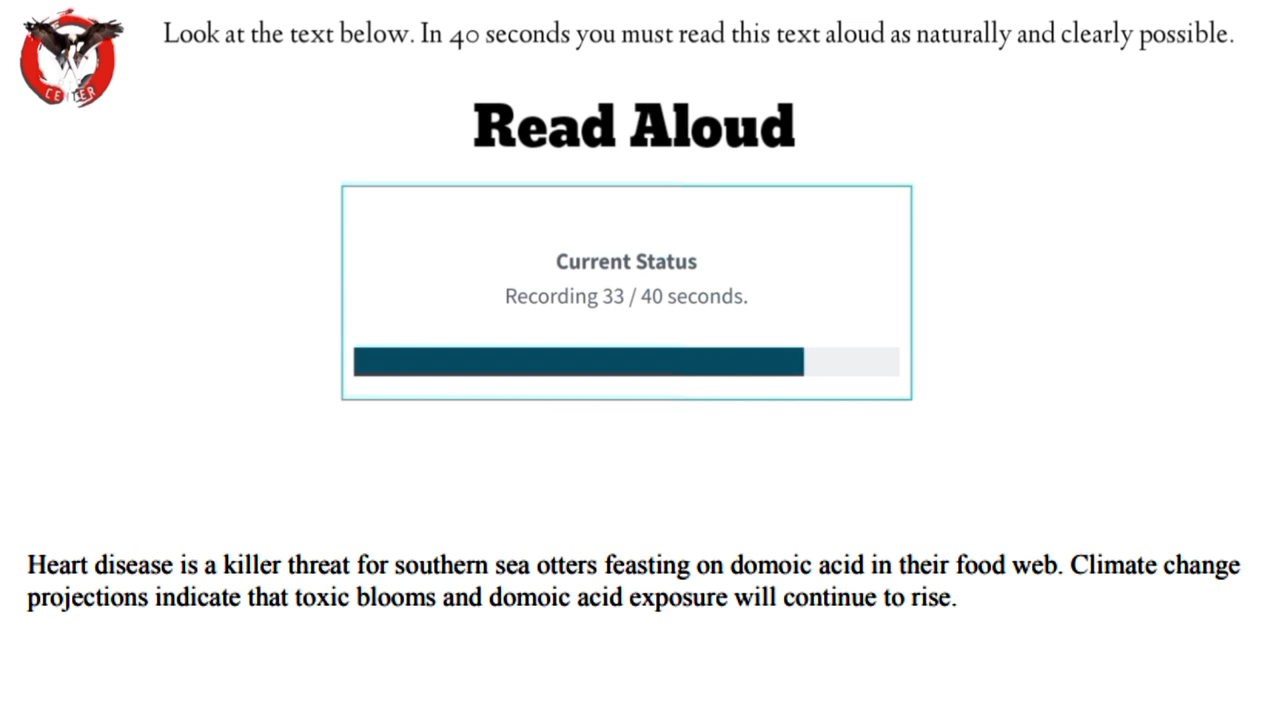 Look at the text below. In 40 seconds you must read this text aloud as naturally and clearly possible.
CENTER
Read Aloud
Current Status
Recording 33 / 40 seconds.
Heart disease is a killer threat for southern sea otters feasting on domoic acid in their food web. Climate change
projections indicate that toxic blooms and domoic acid exposure will continue to rise.